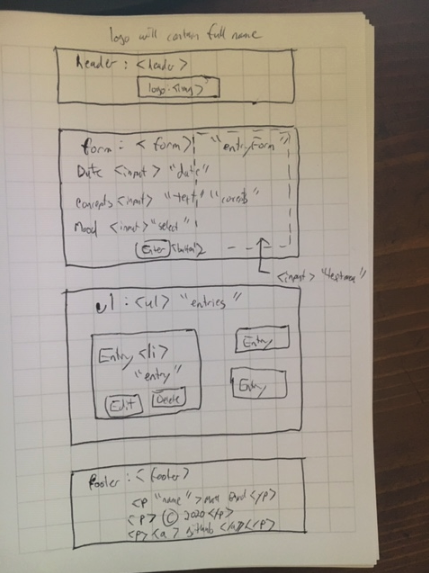 logo will contain full name
header : <header>
logo <img>
form : <form> "entryForm"
Date <input> "date"
concepts <input> "text"
Mood <input> "select"
Enter <button>
<input> "textarea"
ul : <ul> "entries"
Entry <li>
"entry"
Edit Delete
Entry
Entry
footer : <footer>
<p "name"> </p>
<p> © 2020 </p>
<p> <a> github </a> </p>